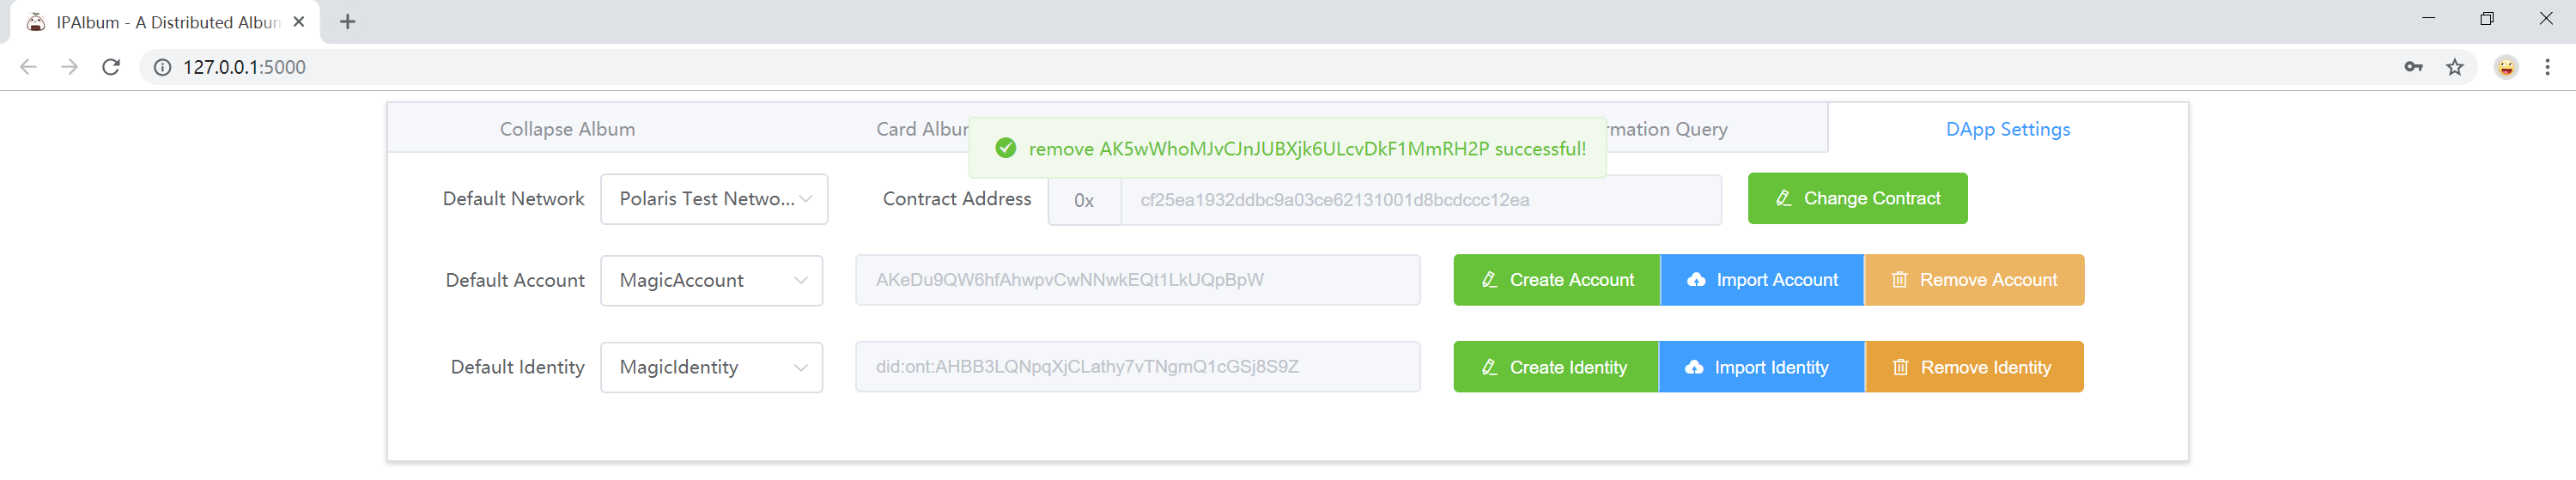 IPAlbum - A Distributed Album
127.0.0.1:5000
Collapse Album
Card Album
rmation Query
DApp Settings
remove AK5wWhoMJvCJnJUBXjk6ULcvDkF1MmRH2P successful!
Default Network
Polaris Test Netwo...
Contract Address
0x
cf25ea1932ddbc9a03ce62131001d8bcdccc12ea
Change Contract
Default Account
MagicAccount
AKeDu9QW6hfAhwpvCwNNwkEQt1LkUQpBpW
Create Account
Import Account
Remove Account
Default Identity
MagicIdentity
did:ont:AHBB3LQNpqXjCLathy7vTNgmQ1cGSj8S9Z
Create Identity
Import Identity
Remove Identity